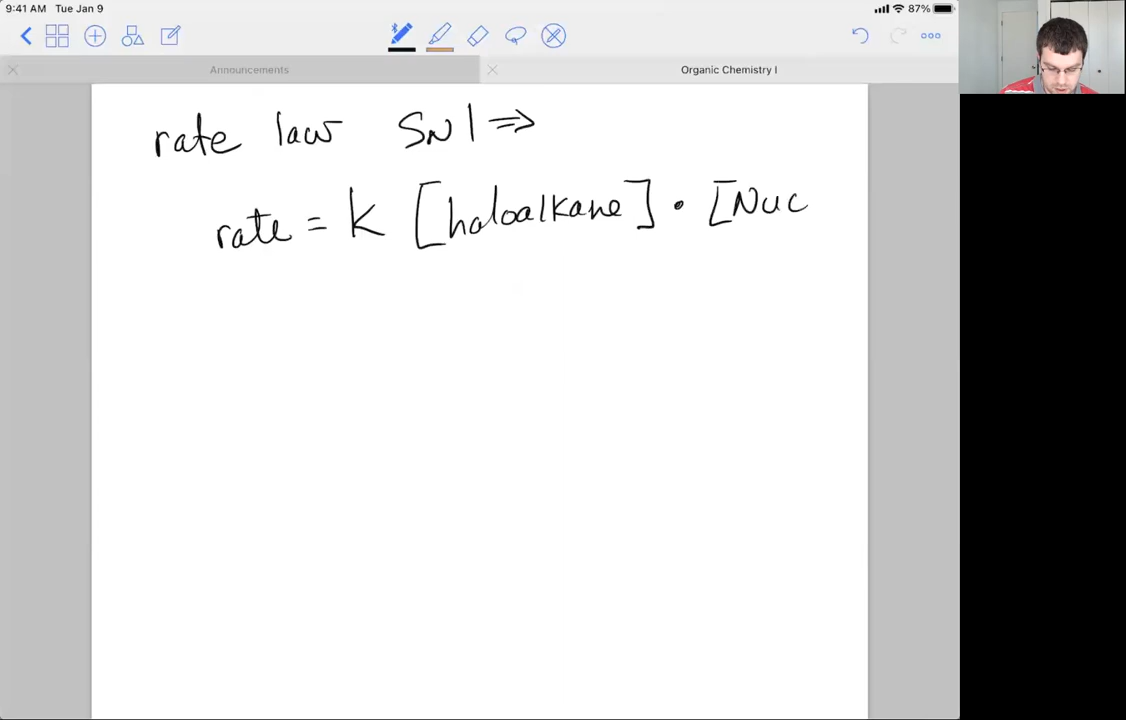 9:41 AM Tue Jan 9 87%
Announcements Organic Chemistry I
rate law SN1 ⇒
rate = k [haloalkane] • [Nuc